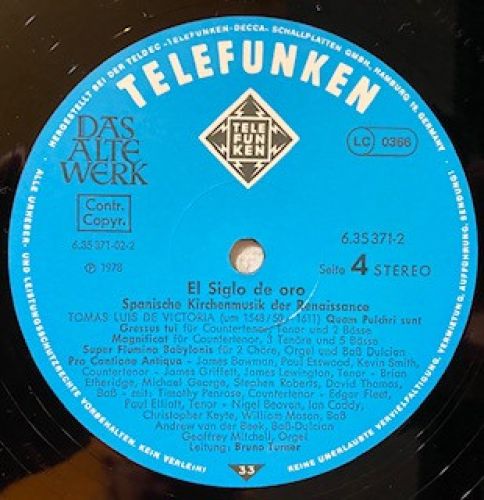 HERGESTELLT BEI DER TELDEC »TELEFUNKEN-DECCA« SCHALLPLATTEN GMBH, HAMBURG 19, GERMANY
TELEFUNKEN
DAS
ALTE
WERK
TELE
FUN
KEN
LC 0366
Contr.
Copyr.
6.35 371-02-2
6.35 371-2
℗ 1978
Seite 4 STEREO
El Siglo de oro
Spanische Kirchenmusik der Renaissance
TOMAS LUIS DE VICTORIA (um 1543/50 - 1611) Quam Pulchri sunt
Gressus tui für Countertenor, Tenor und 2 Bässe
Magnificat für Countertenor, 3 Tenöre und 5 Bässe
Super Flumina Babylonis für 2 Chöre, Orgel und Baß Dulcian
Pro Cantione Antiqua - James Bowman, Paul Esswood, Kevin Smith,
Countertenor - James Griffett, James Lewington, Tenor - Brian
Etheridge, Michael George, Stephen Roberts, David Thomas,
Baß - mit: Timothy Penrose, Countertenor - Edgar Fleet,
Paul Elliott, Tenor - Nigel Beavan, Ian Caddy,
Christopher Keyte, William Mason, Baß
Andrew van der Beek, Baß-Dulcian
Geoffrey Mitchell, Orgel
Leitung: Bruno Turner
33
ALLE URHEBER- UND LEISTUNGSSCHUTZRECHTE VORBEHALTEN. KEIN VERLEIH!
KEINE UNERLAUBTE VERVIELFÄLTIGUNG, VERMIETUNG, AUFFÜHRUNG, SENDUNG!